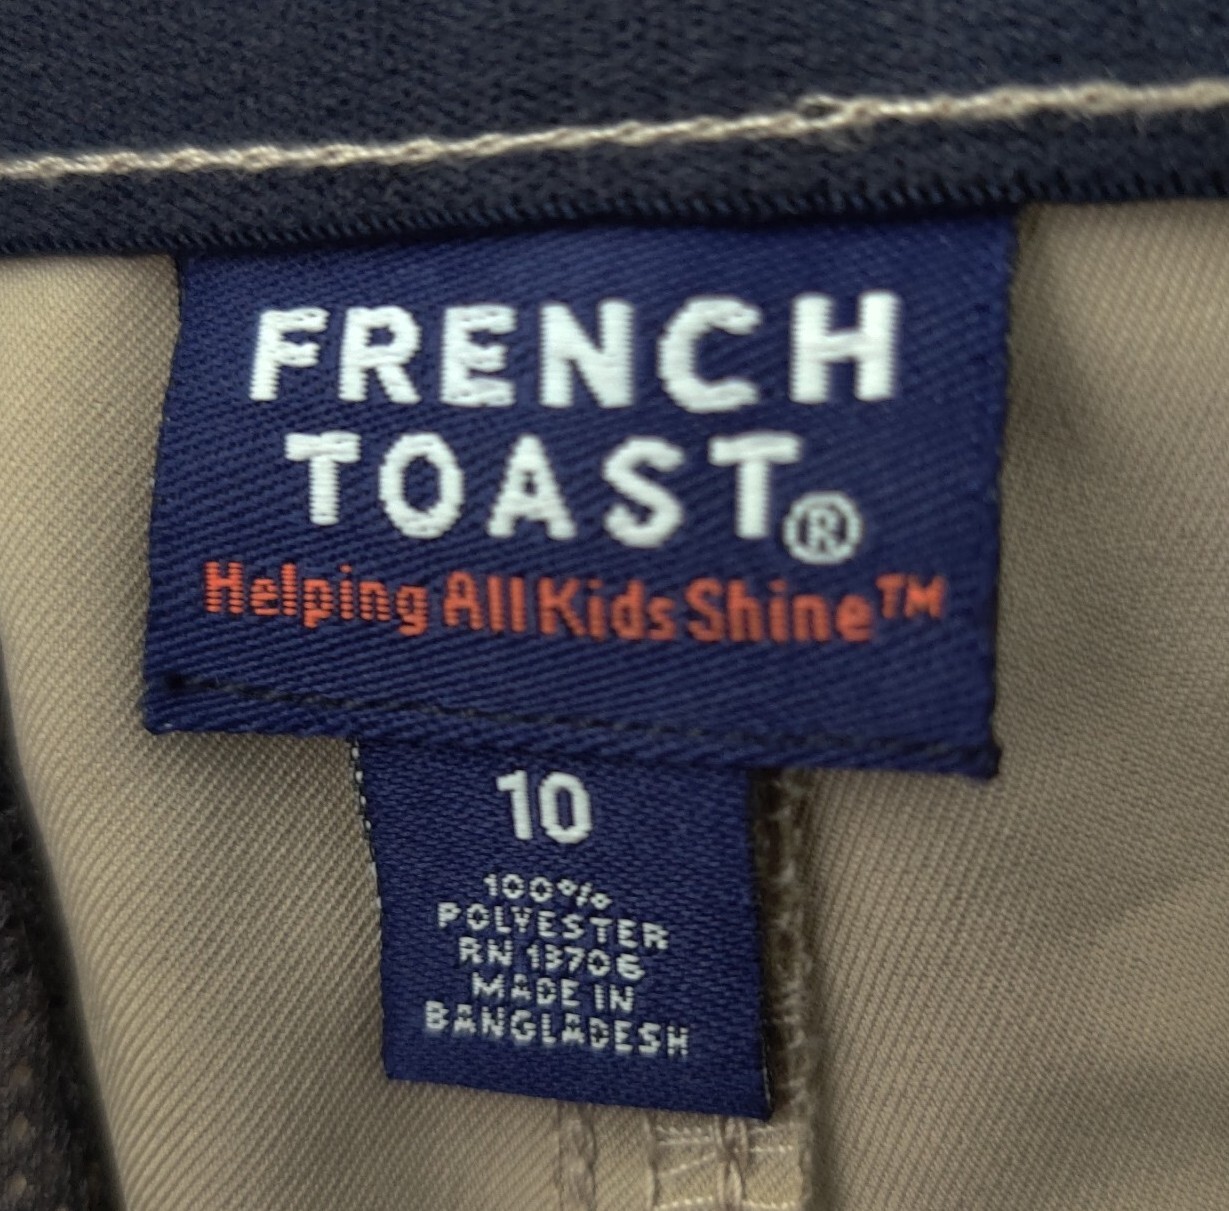 FRENCH
TOAST®
Helping All Kids Shine™
10
100%
POLYESTER
RN 13706
MADE IN
BANGLADESH